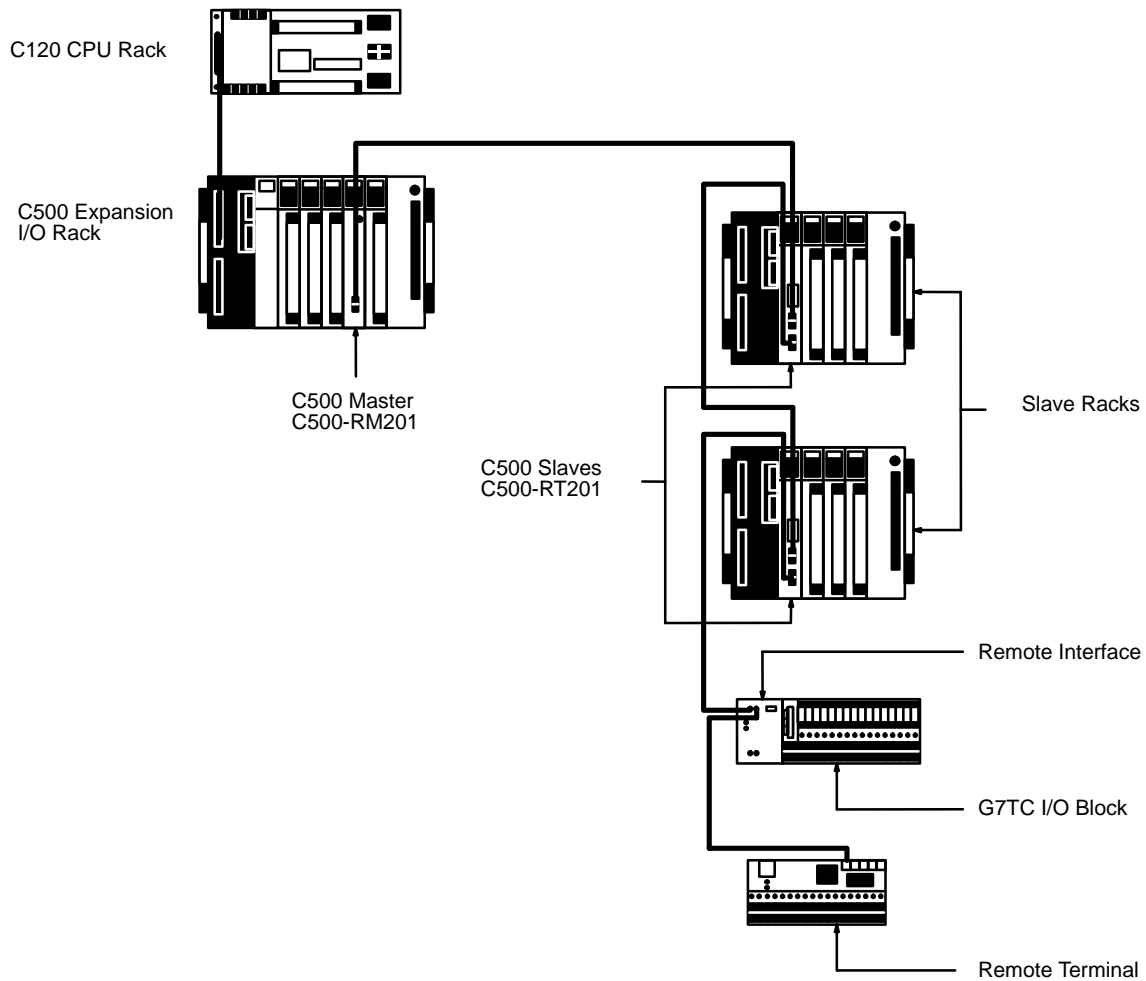 C120 CPU Rack
C500 Expansion
I/O Rack
C500 Master
C500-RM201
Slave Racks
C500 Slaves
C500-RT201
Remote Interface
G7TC I/O Block
Remote Terminal